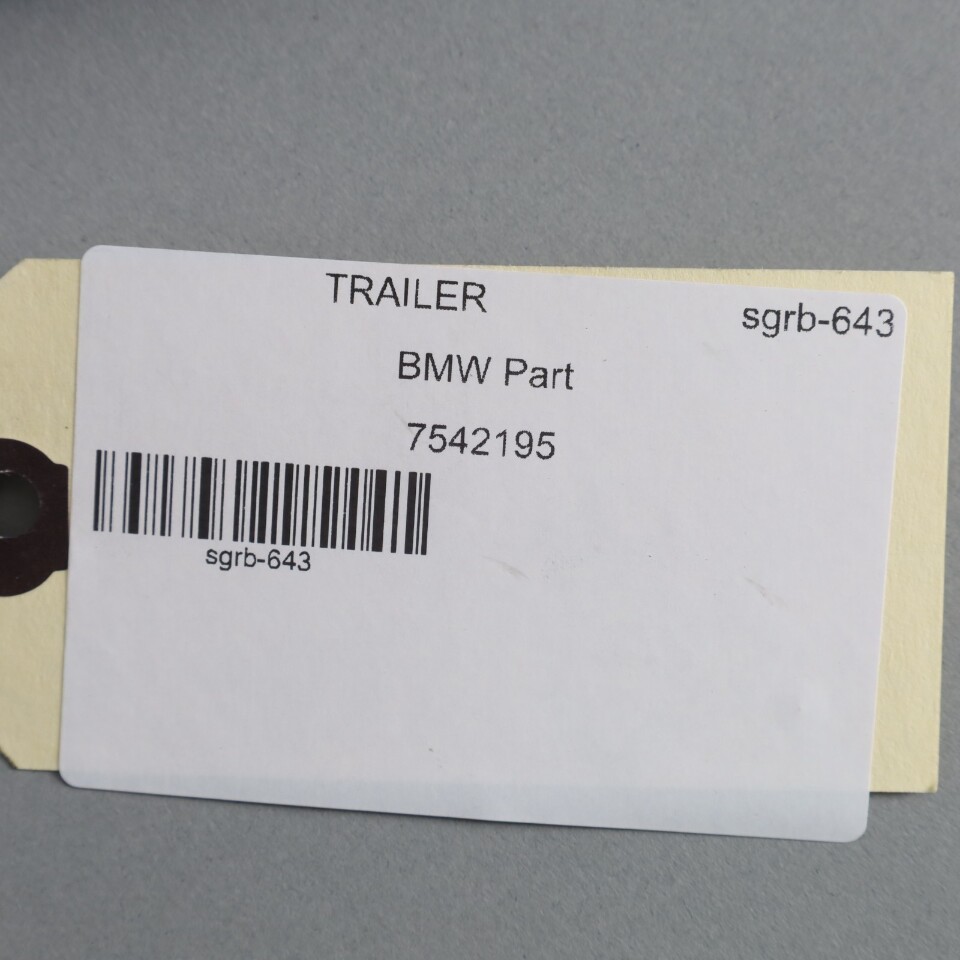 TRAILER
sgrb-643
BMW Part
7542195
sgrb-643